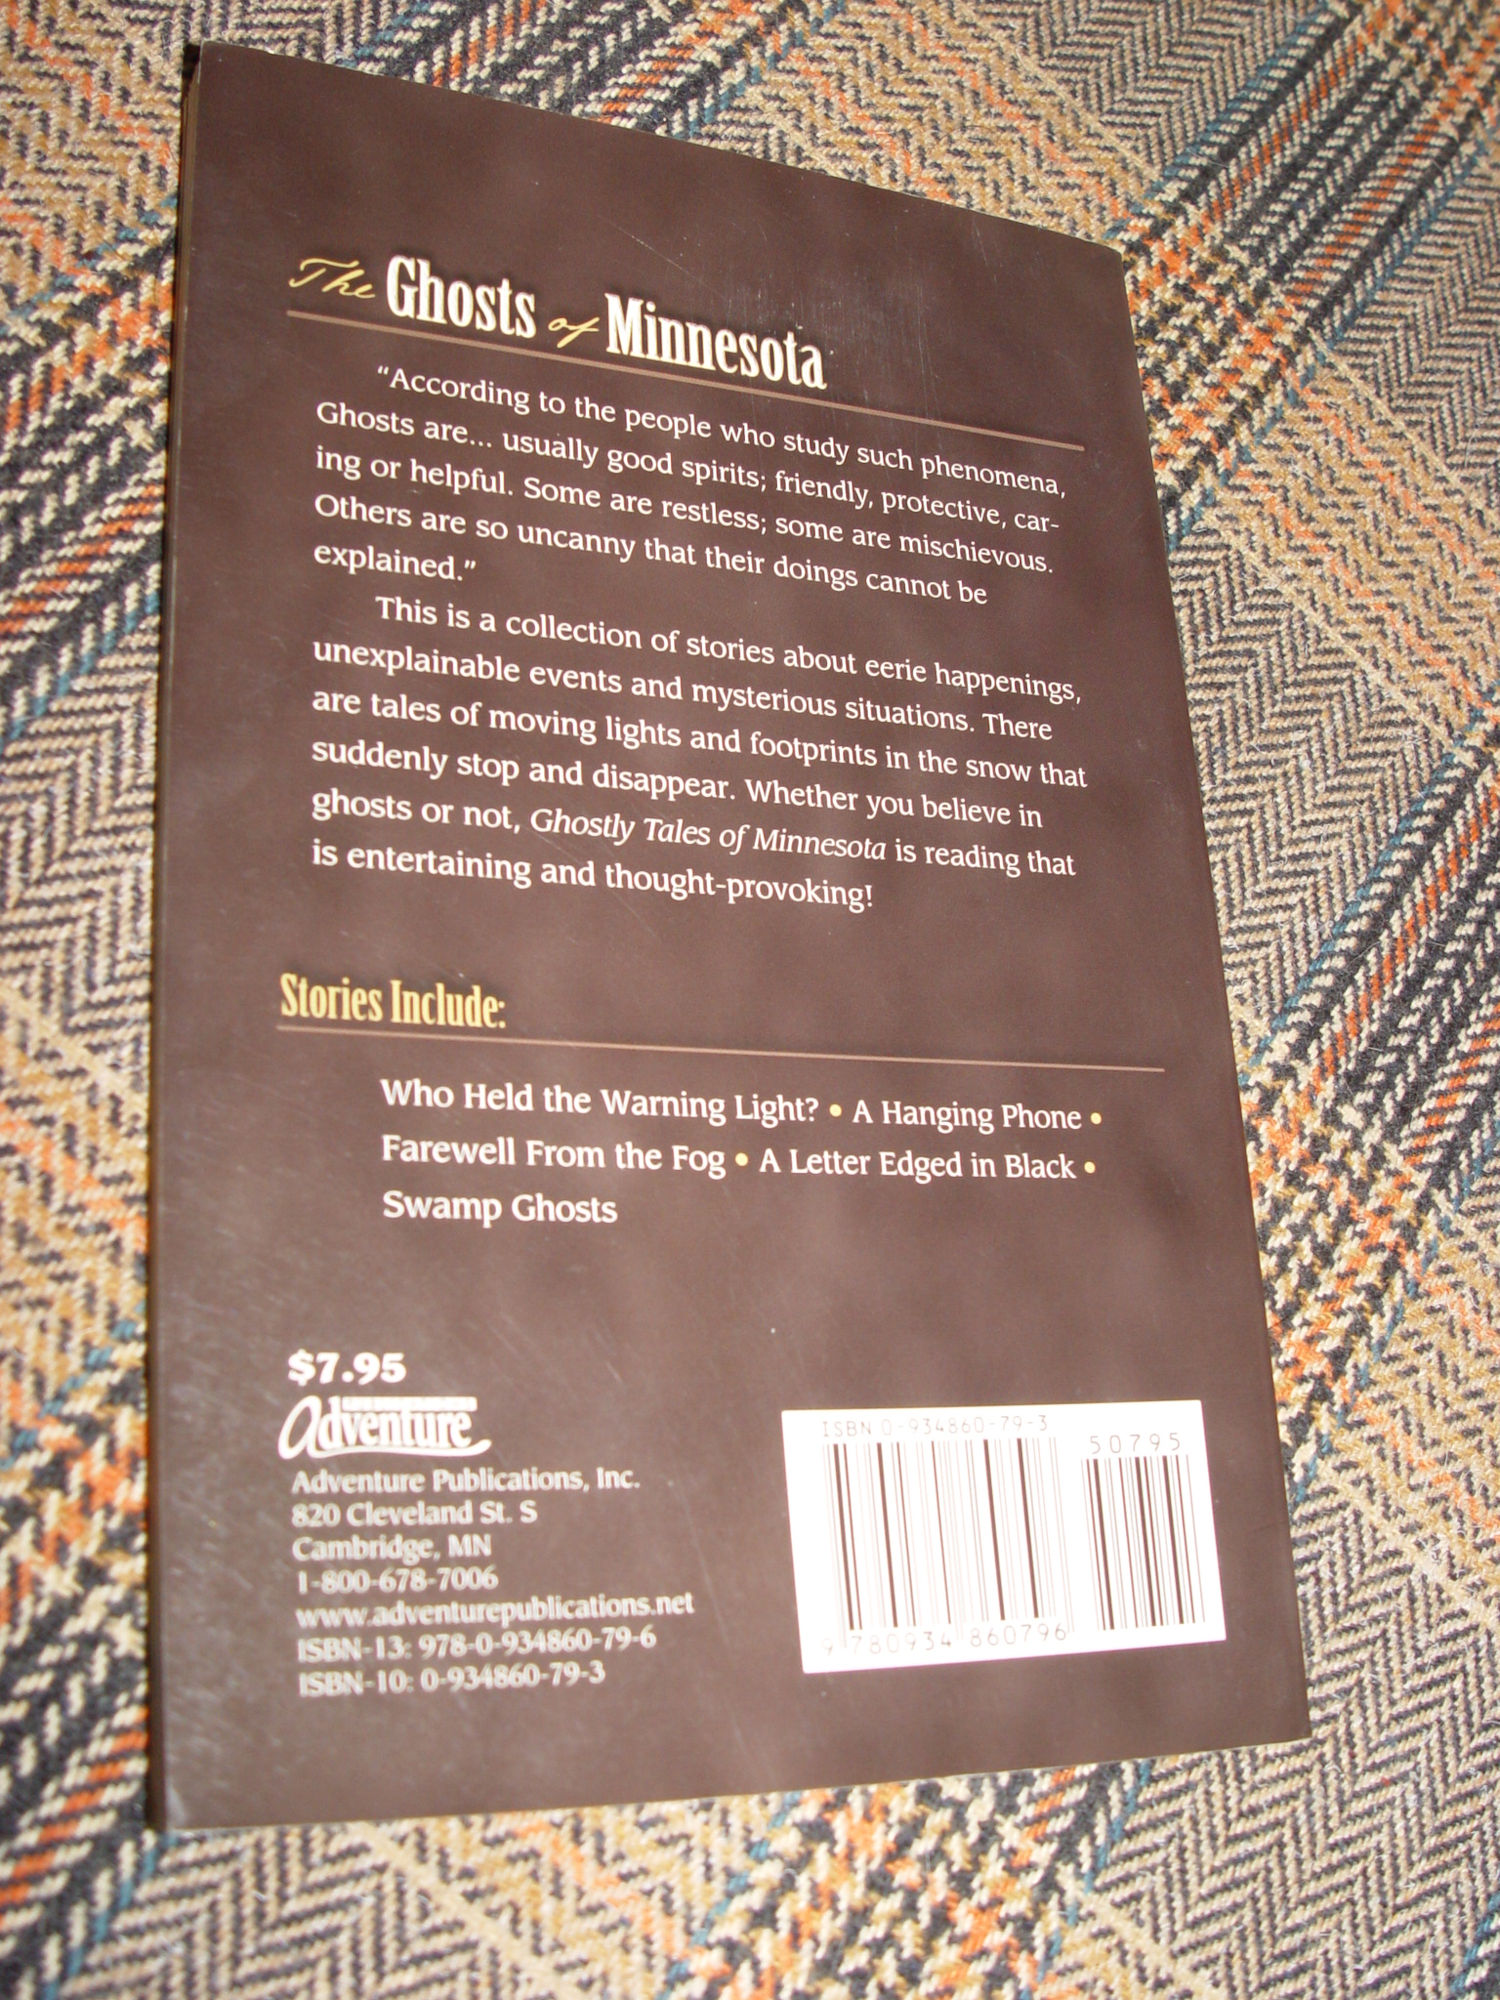 The Ghosts of Minnesota
“According to the people who study such phenomena,
Ghosts are... usually good spirits; friendly, protective, car-
ing or helpful. Some are restless; some are mischievous.
Others are so uncanny that their doings cannot be
explained.”
This is a collection of stories about eerie happenings,
unexplainable events and mysterious situations. There
are tales of moving lights and footprints in the snow that
suddenly stop and disappear. Whether you believe in
ghosts or not, Ghostly Tales of Minnesota is reading that
is entertaining and thought-provoking!
Stories Include:
Who Held the Warning Light? • A Hanging Phone •
Farewell From the Fog • A Letter Edged in Black •
Swamp Ghosts
$7.95
Adventure
Adventure Publications, Inc.
820 Cleveland St. S
Cambridge, MN
1-800-678-7006
www.adventurepublications.net
ISBN-13: 978-0-934860-79-6
ISBN-10: 0-934860-79-3
ISBN 0-934860-79-3
50795
9 780934 860796